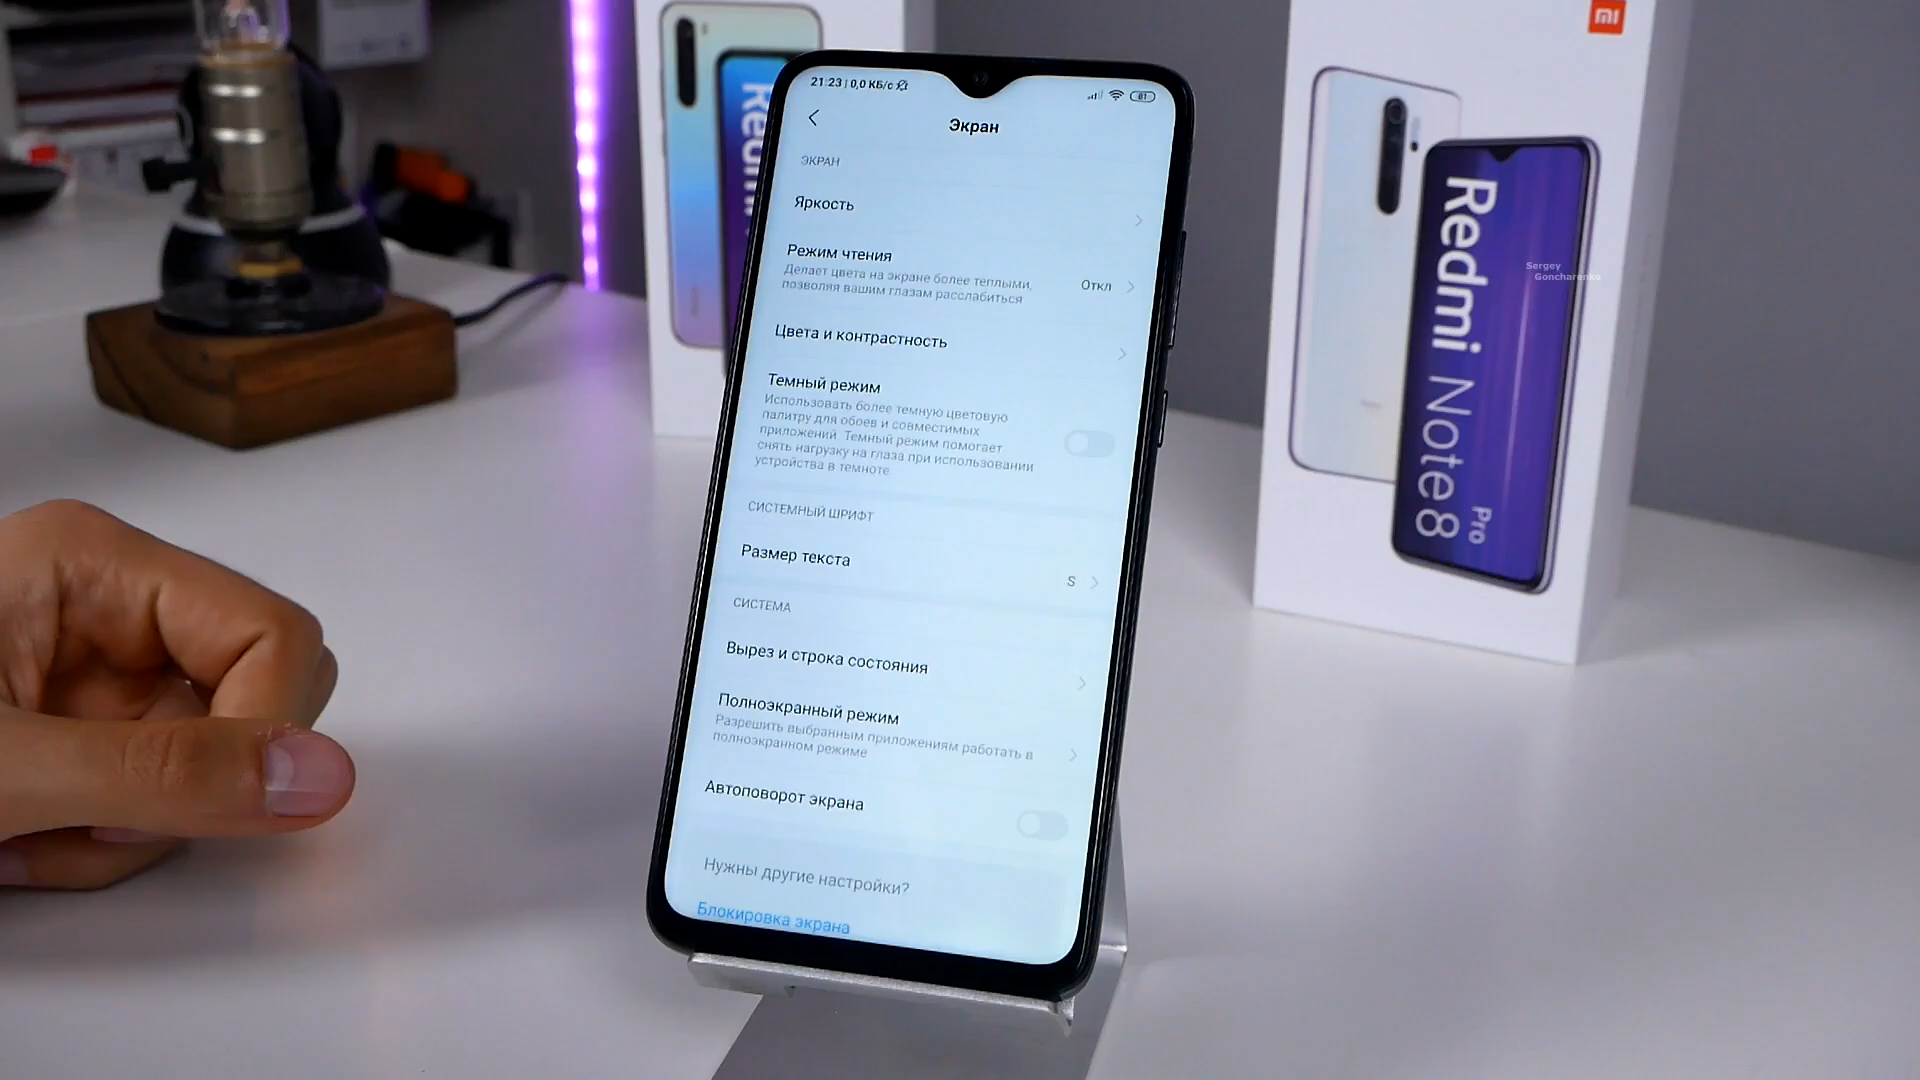 21:23 | 0,0 КБ/с
81
Экран
ЭКРАН
Яркость
Режим чтения
Делает цвета на экране более теплыми,
позволяя вашим глазам расслабиться
Откл
Цвета и контрастность
Темный режим
Использовать более темную цветовую
палитру для обоев и совместимых
приложений. Темный режим помогает
снять нагрузку на глаза при использовании
устройства в темноте
СИСТЕМНЫЙ ШРИФТ
Размер текста
S
СИСТЕМА
Вырез и строка состояния
Полноэкранный режим
Разрешить выбранным приложениям работать в
полноэкранном режиме
Автоповорот экрана
Нужны другие настройки?
Блокировка экрана
mi
Redmi Note 8 Pro
Sergey
Goncharenko